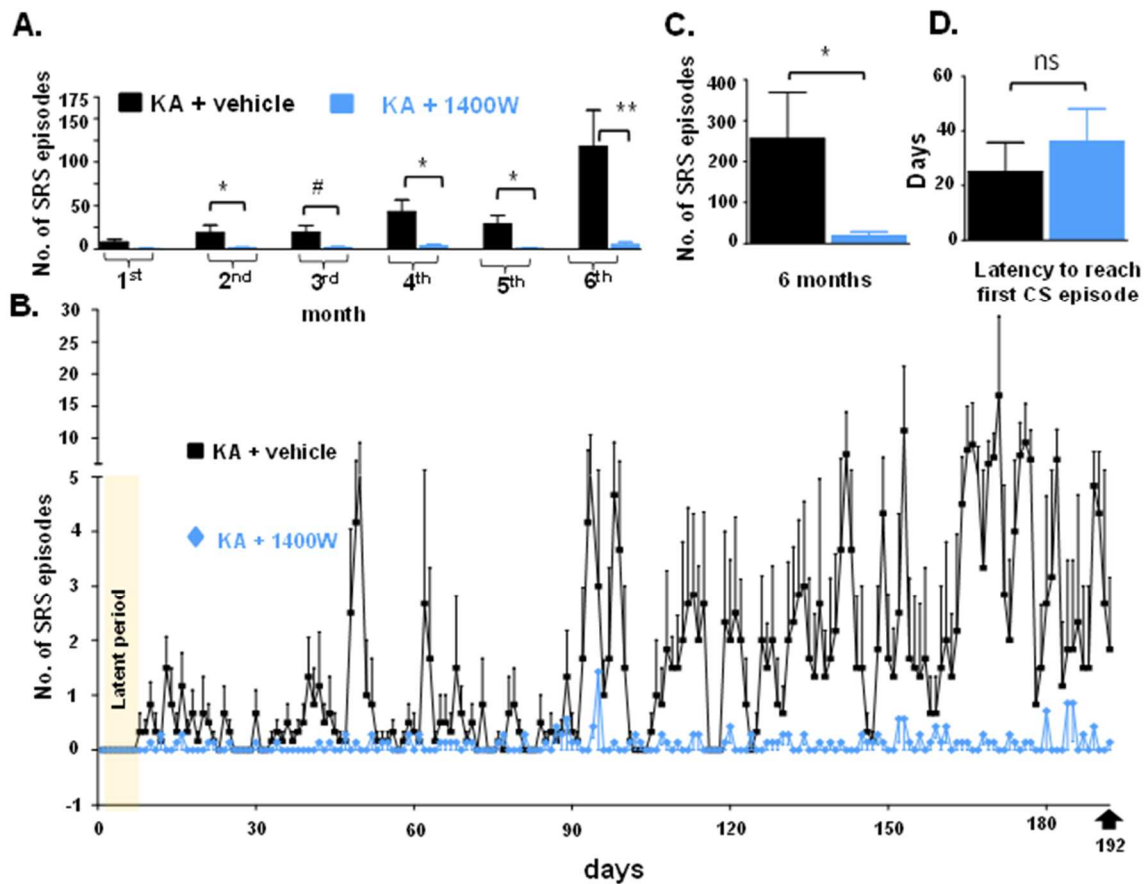 A.
No. of SRS episodes
175
100
50
0
KA + vehicle
KA + 1400W
*
#
*
*
**
1st
2nd
3rd
4th
5th
6th
month
C.
No. of SRS episodes
400
300
200
100
0
*
6 months
D.
Days
60
40
20
0
ns
Latency to reach
first CS episode
B.
No. of SRS episodes
30
25
20
15
10
5
4
3
2
1
0
-1
KA + vehicle
KA + 1400W
Latent period
0
30
60
90
120
150
180
192
days